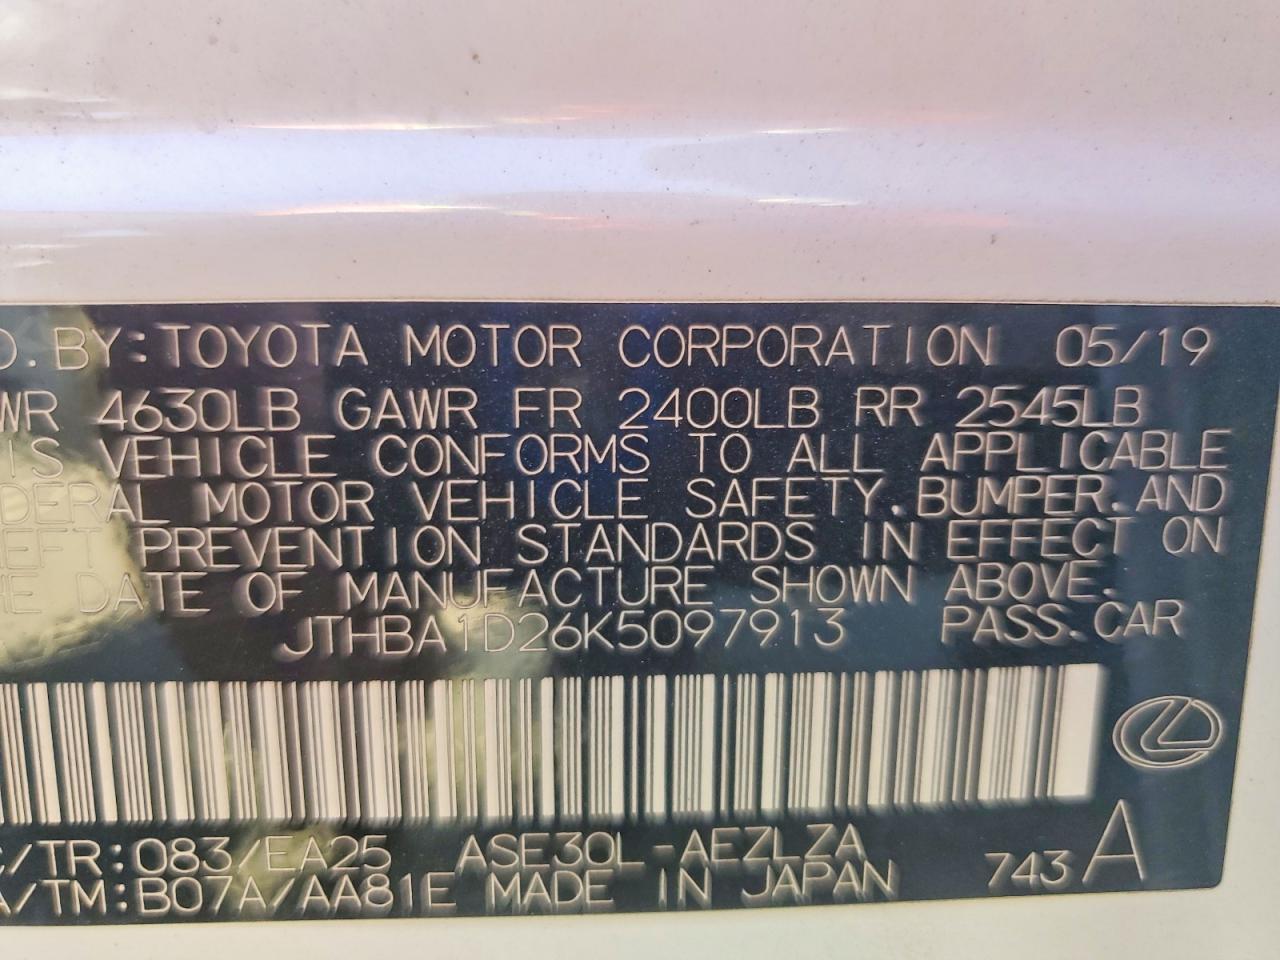 D. BY: TOYOTA MOTOR CORPORATION 05/19
WR 4630LB GAWR FR 2400LB RR 2545LB
IS VEHICLE CONFORMS TO ALL APPLICABLE
DERAL MOTOR VEHICLE SAFETY. BUMPER. AND
EFT PREVENTION STANDARDS IN EFFECT ON
HE DATE OF MANUFACTURE SHOWN ABOVE.
JTHBA1D26K5097913 PASS. CAR
C/TR: 083/EA25 ASE30L-AEZLZA
A/TM: B07A/AA81E MADE IN JAPAN 743 A